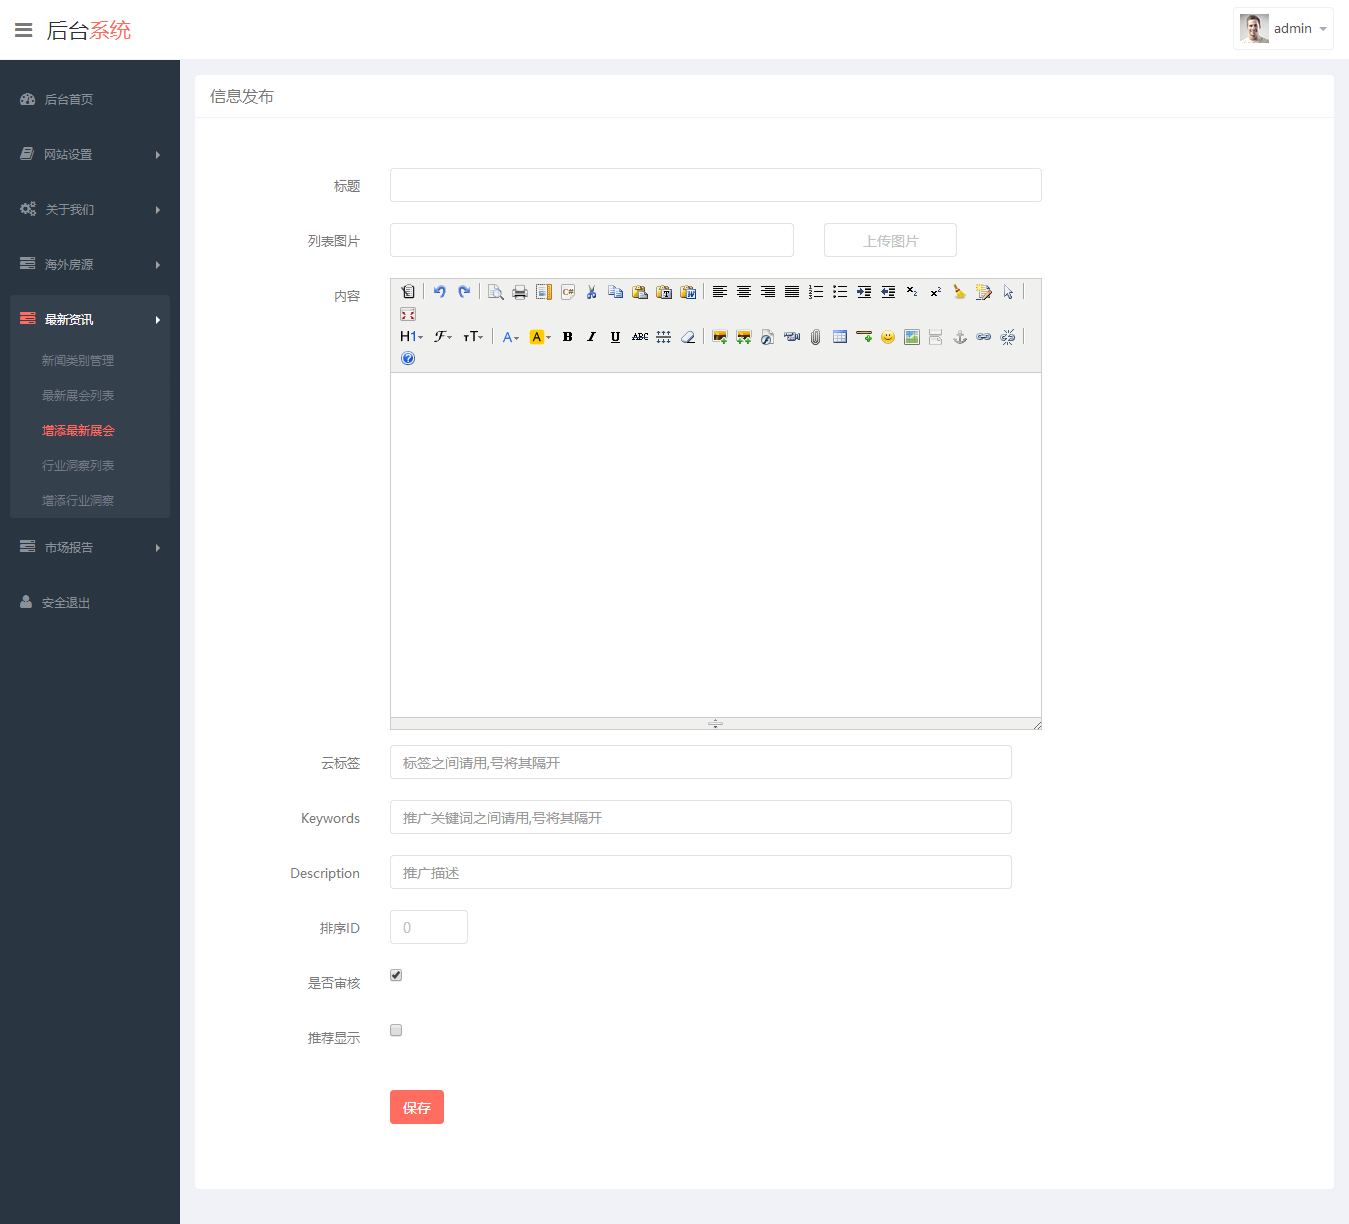 后台系统
admin
后台首页
网站设置
关于我们
海外房源
最新资讯
新闻类别管理
最新展会列表
增添最新展会
行业洞察列表
增添行业洞察
市场报告
安全退出
信息发布
标题
列表图片
上传图片
内容
H1
云标签
标签之间请用,号将其隔开
Keywords
推广关键词之间请用,号将其隔开
Description
推广描述
排序ID
0
是否审核
推荐显示
保存